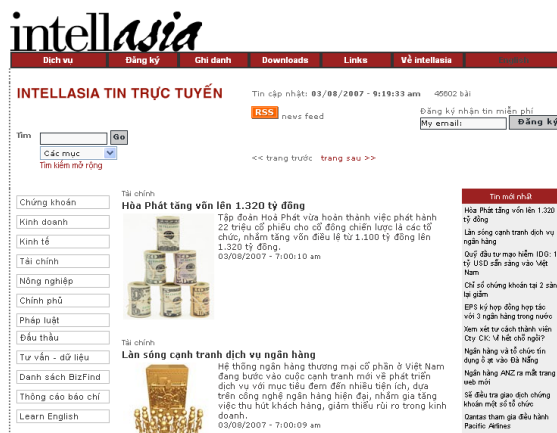 intellasia
Dịch vụ Đăng ký Ghi danh Downloads Links Về intellasia
INTELLASIA TIN TRỰC TUYẾN
Tin cập nhật: 03/08/2007 - 9:19:33 am 46602 bài
RSS news feed
Đăng ký nhận tin miễn phí
My email: Đăng ký
Tìm Go
Các mục
Tìm kiếm mở rộng
<< trang trước trang sau >>
Chứng khoán
Kinh doanh
Kinh tế
Tài chính
Nông nghiệp
Chính phủ
Pháp luật
Đấu thầu
Tư vấn - dữ liệu
Danh sách BizFind
Thông cáo báo chí
Learn English
Tài chính
Hòa Phát tăng vốn lên 1.320 tỷ đồng
Tập đoàn Hoà Phát vừa hoàn thành việc phát hành
22 triệu cổ phiếu cho cổ đông chiến lược là các tổ
chức, nhằm tăng vốn điều lệ từ 1.100 tỷ đồng lên
1.320 tỷ đồng.
03/08/2007 - 7:00:10 am
Tài chính
Làn sóng cạnh tranh dịch vụ ngân hàng
Hệ thống ngân hàng thương mại cổ phần ở Việt Nam
đang bước vào cuộc cạnh tranh mới về phát triển
dịch vụ với mục tiêu đem đến nhiều tiện ích, dựa
trên công nghệ ngân hàng hiện đại, nhằm gia tăng
việc thu hút khách hàng, giảm thiểu rủi ro trong kinh
doanh.
03/08/2007 - 7:00:09 am
Tin mới nhất
Hòa Phát tăng vốn lên 1.320
tỷ đồng
Làn sóng cạnh tranh dịch vụ
ngân hàng
Quỹ đầu tư mạo hiểm IDG: 1
tỷ USD sẵn sàng vào Việt
Nam
Chỉ số chứng khoán tại 2 sàn
lại giảm
EPS ký hợp đồng hợp tác
với 3 ngân hàng trong nước
Xem xét tư cách thành viên
Cty CK: Vì hết chỗ ngồi?
Ngân hàng và tổ chức tín
dụng ồ ạt vào Đà Nẵng
Ngân hàng ANZ ra mắt trang
web mới
Sẽ điều tra giao dịch chứng
khoán một số tổ chức
Qantas tham gia điều hành
Pacific Airlines